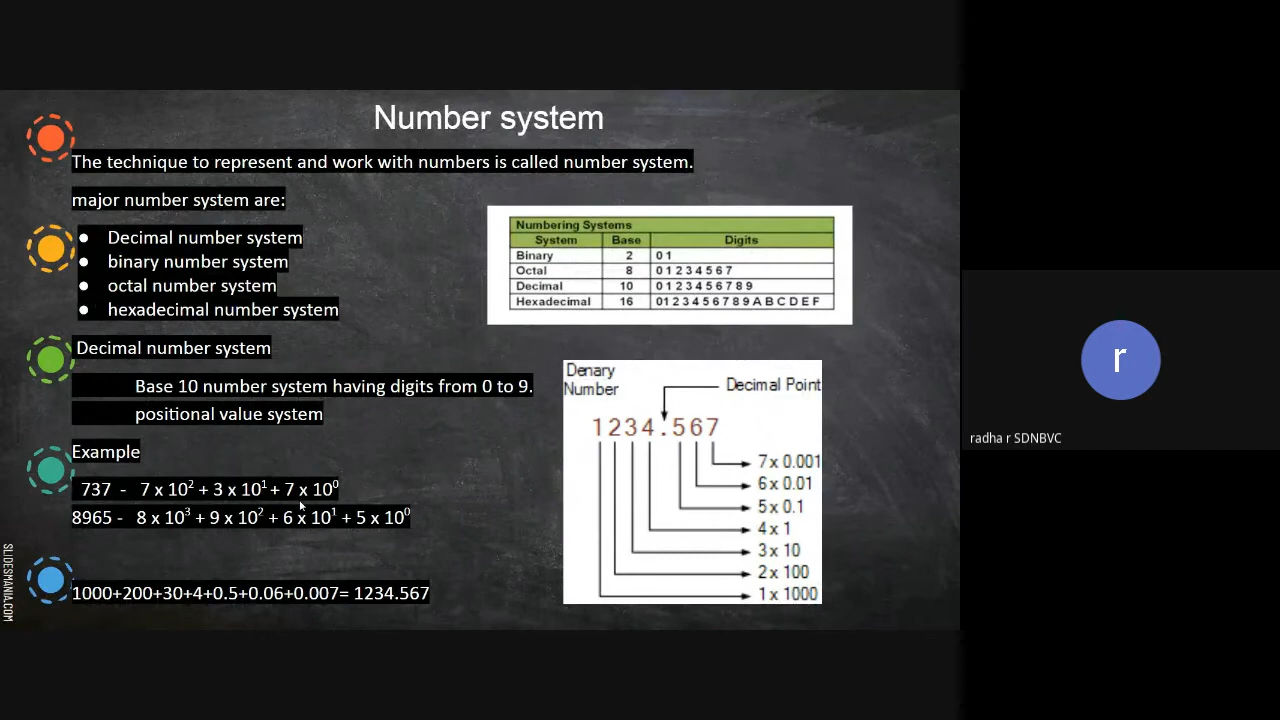 Number system
The technique to represent and work with numbers is called number system.
major number system are:
● Decimal number system
● binary number system
● octal number system
● hexadecimal number system
Decimal number system
Base 10 number system having digits from 0 to 9.
positional value system
Example
737 - 7 x 10² + 3 x 10¹ + 7 x 10⁰
8965 - 8 x 10³ + 9 x 10² + 6 x 10¹ + 5 x 10⁰
1000+200+30+4+0.5+0.06+0.007= 1234.567
Numbering Systems
System Base Digits
Binary 2 0 1
Octal 8 0 1 2 3 4 5 6 7
Decimal 10 0 1 2 3 4 5 6 7 8 9
Hexadecimal 16 0 1 2 3 4 5 6 7 8 9 A B C D E F
Denary
Number
Decimal Point
1234.567
7 x 0.001
6 x 0.01
5 x 0.1
4 x 1
3 x 10
2 x 100
1 x 1000
SLIDESMANIA.COM
r
radha r SDNBVC